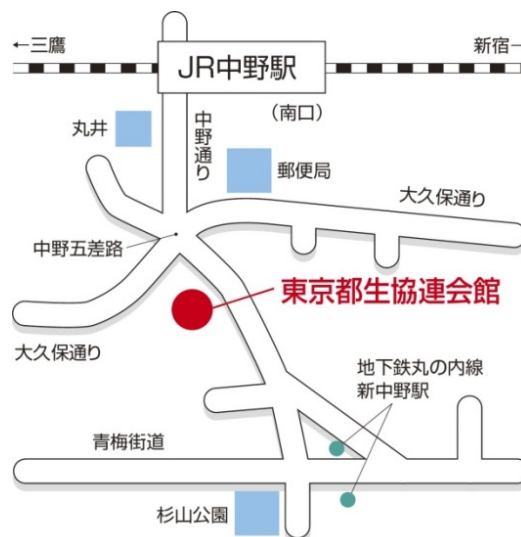 ←三鷹
新宿→
JR中野駅
(南口)
丸井
中野通り
郵便局
大久保通り
中野五差路
東京都生協連会館
大久保通り
地下鉄丸の内線
新中野駅
青梅街道
杉山公園